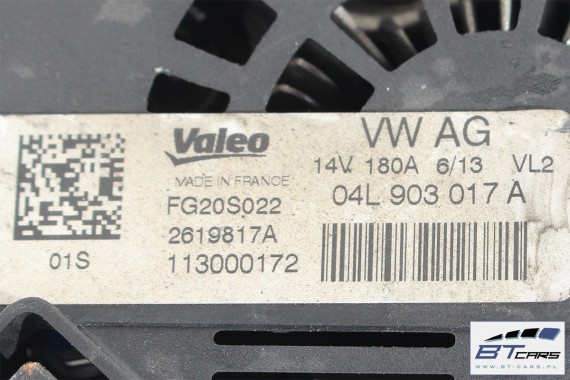 Valeo
MADE IN FRANCE
FG20S022
2619817A
113000172
01S
VW AG
14V 180A 6/13 VL2
04L 903 017 A
BTCARS
WWW.BT-CARS.PL